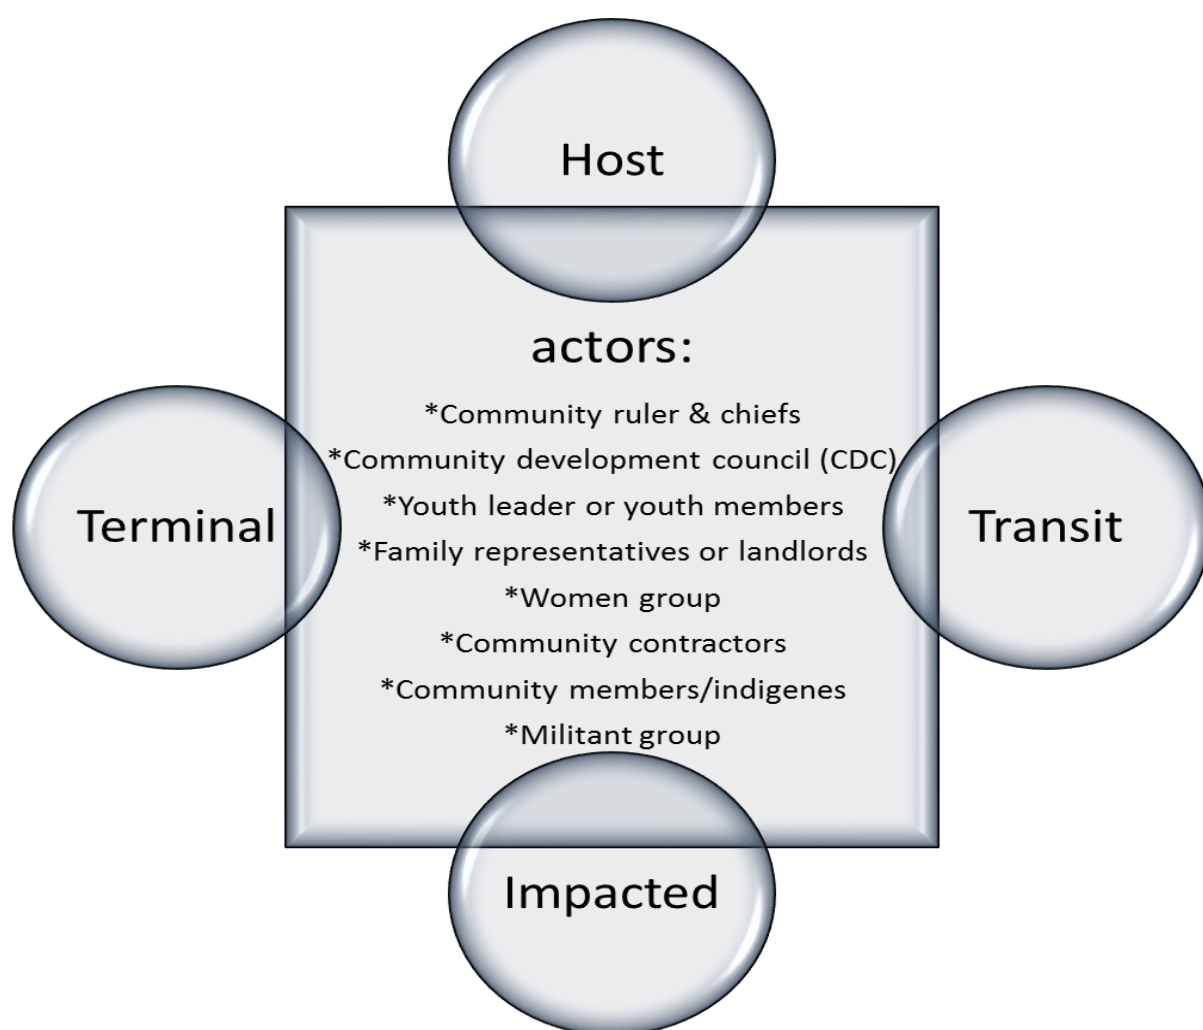 Host
actors:
*Community ruler & chiefs
*Community development council (CDC)
*Youth leader or youth members
*Family representatives or landlords
Terminal
Transit
*Women group
*Community contractors
*Community members/indigenes
*Militant group
Impacted